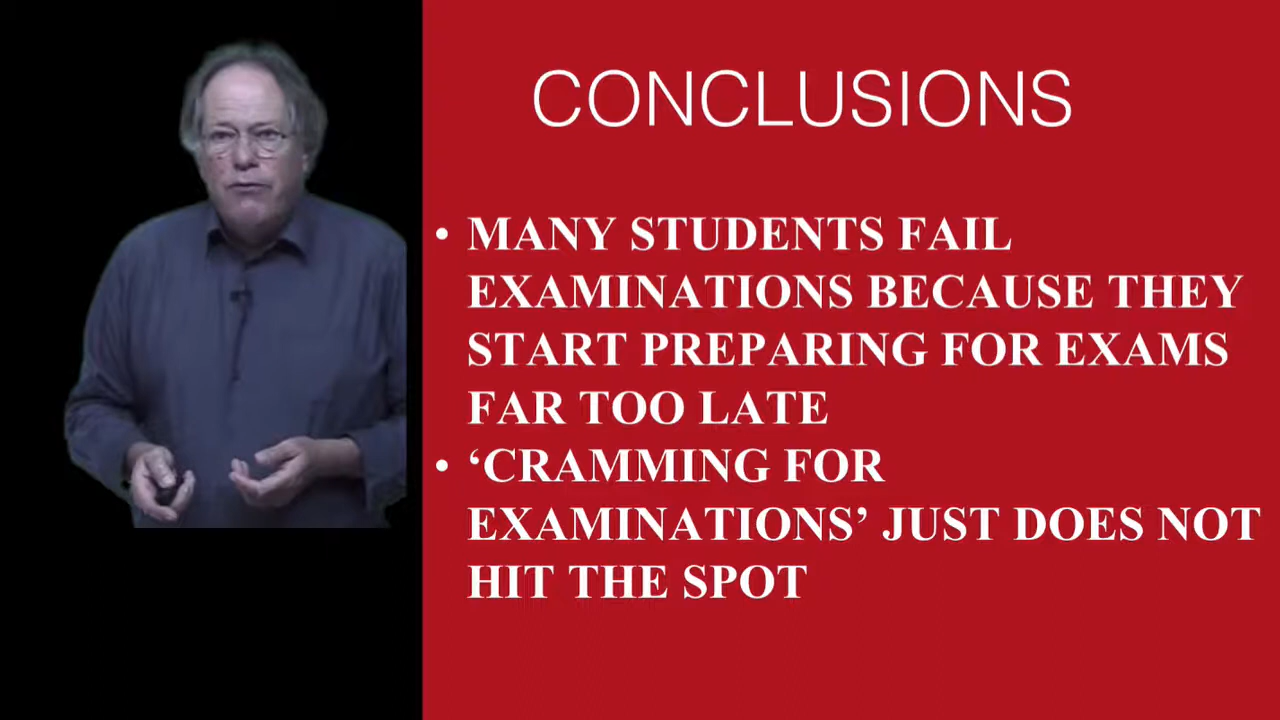 CONCLUSIONS
• MANY STUDENTS FAIL
EXAMINATIONS BECAUSE THEY
START PREPARING FOR EXAMS
FAR TOO LATE
• ‘CRAMMING FOR
EXAMINATIONS’ JUST DOES NOT
HIT THE SPOT